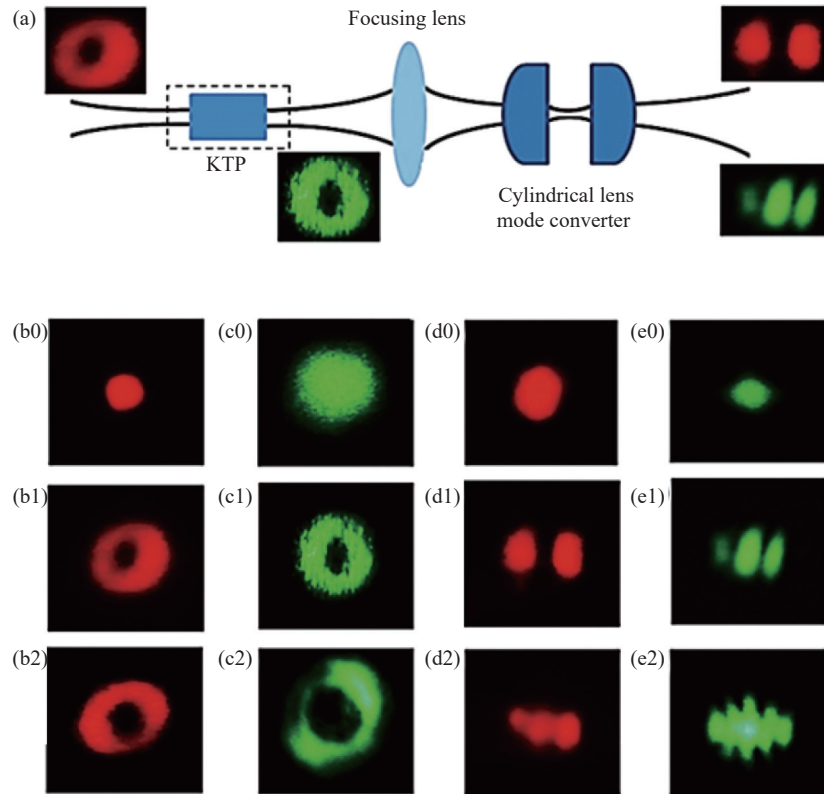 (a)
Focusing lens
KTP
Cylindrical lens
mode converter
(b0) (c0) (d0) (e0)
(b1) (c1) (d1) (e1)
(b2) (c2) (d2) (e2)